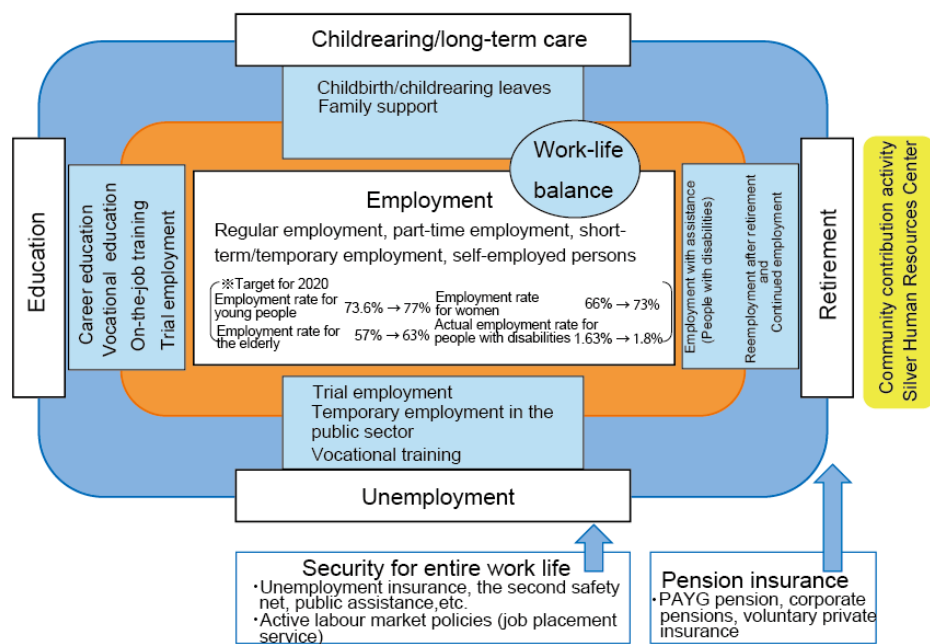 Childrearing/long-term care
Childbirth/childrearing leaves
Family support
Work-life
balance
Education
Career education
Vocational education
On-the-job training
Trial employment
Employment
Regular employment, part-time employment, short-
term/temporary employment, self-employed persons
※Target for 2020
Employment rate for
young people
73.6% → 77%
Employment rate
for women
66% → 73%
Employment rate for
the elderly
57% → 63%
Actual employment rate for
people with disabilities
1.63% → 1.8%
Employment with assistance
(People with disabilities)
Reemployment after retirement
and
Continued employment
Retirement
Community contribution activity
Silver Human Resources Center
Trial employment
Temporary employment in the
public sector
Vocational training
Unemployment
Security for entire work life
・Unemployment insurance, the second safety
net, public assistance,etc.
・Active labour market policies (job placement
service)
Pension insurance
・PAYG pension, corporate
pensions, voluntary private
insurance